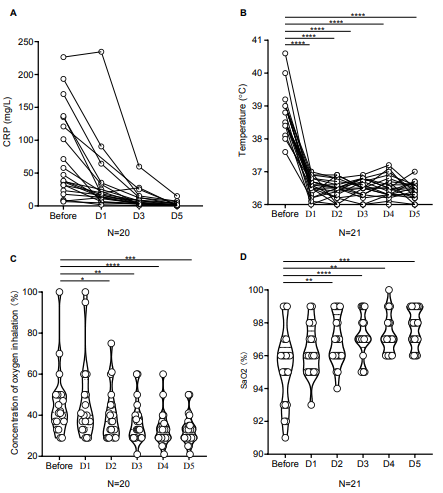 A
CRP (mg/L)
250
200
150
100
50
0
Before D1 D3 D5
N=20
B
****
****
****
****
****
Temperature (°C)
41
40
39
38
37
36
Before D1 D2 D3 D4 D5
N=21
C
***
****
**
*
Concentration of oxygen inhalation (%)
100
80
60
40
20
Before D1 D2 D3 D4 D5
N=20
D
***
**
****
**
SaO2 (%)
100
98
96
94
92
90
Before D1 D2 D3 D4 D5
N=21